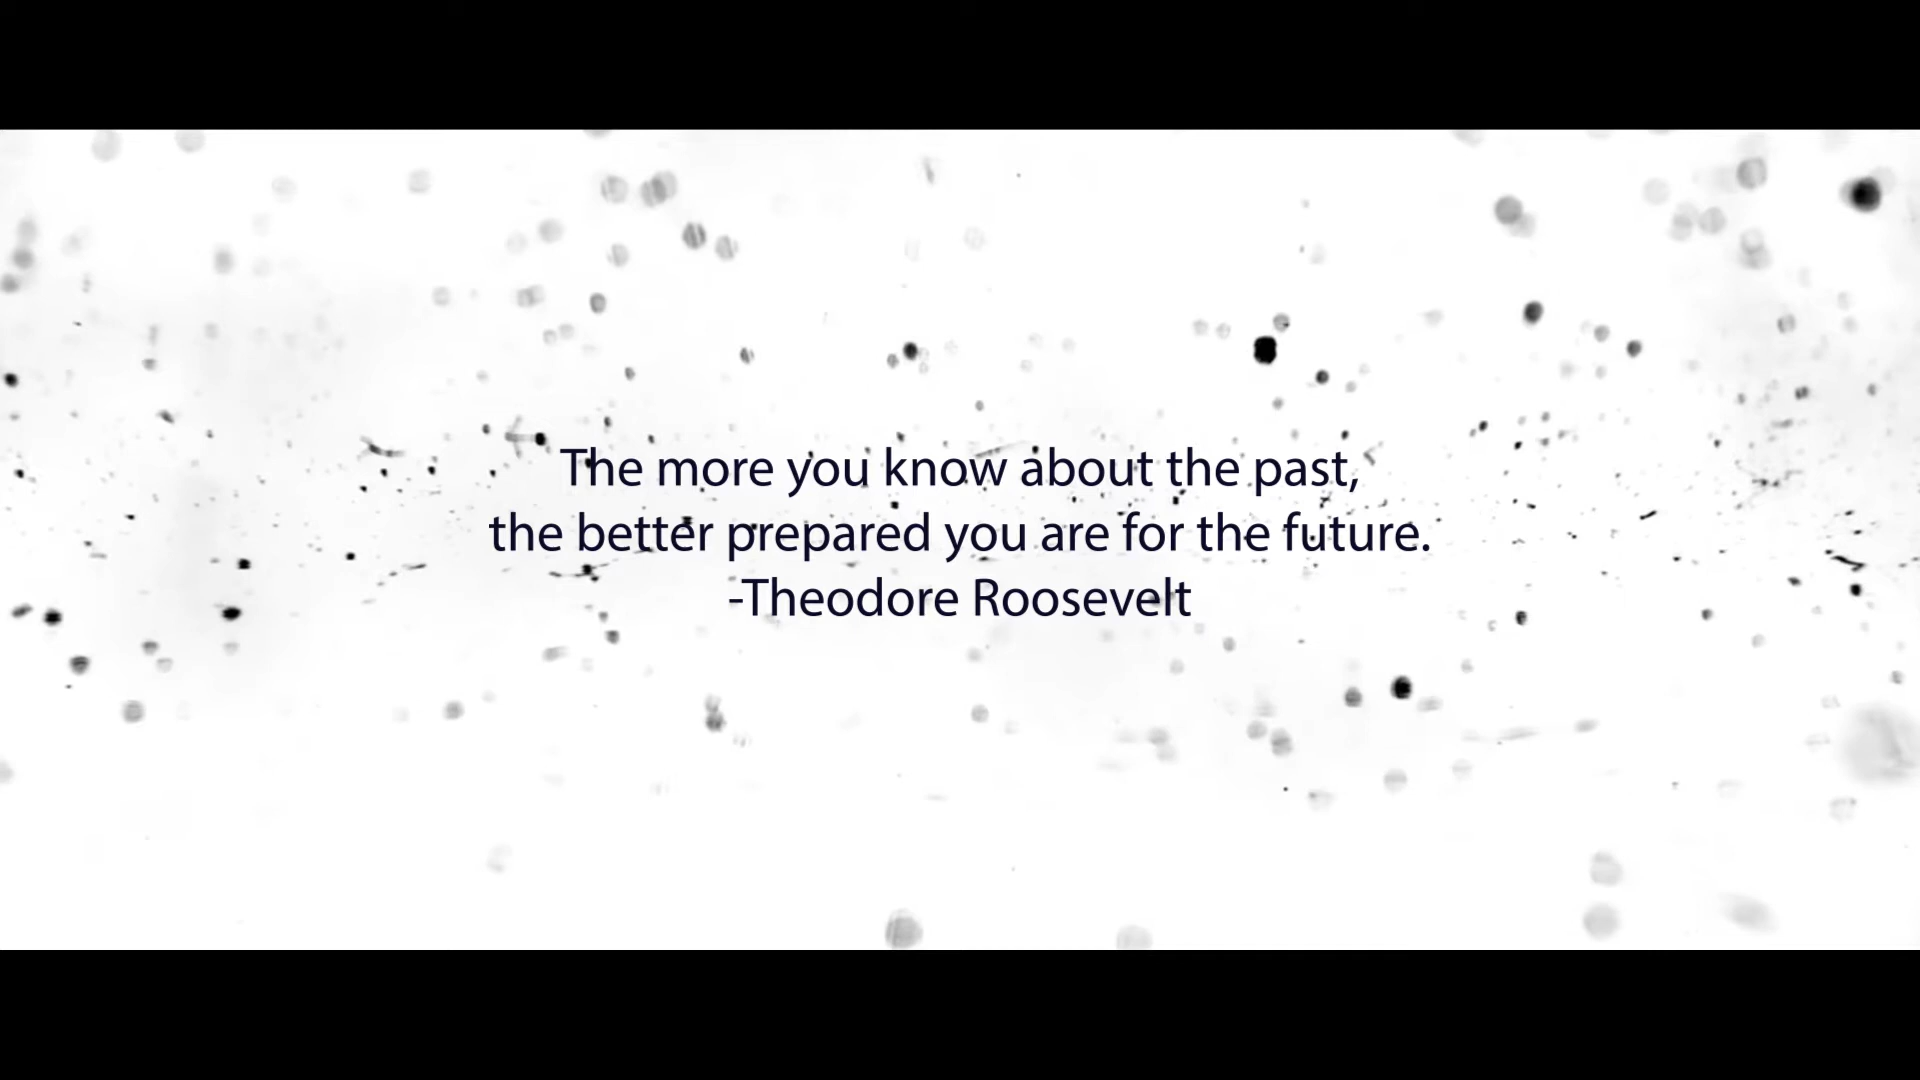 The more you know about the past,
the better prepared you are for the future.
-Theodore Roosevelt